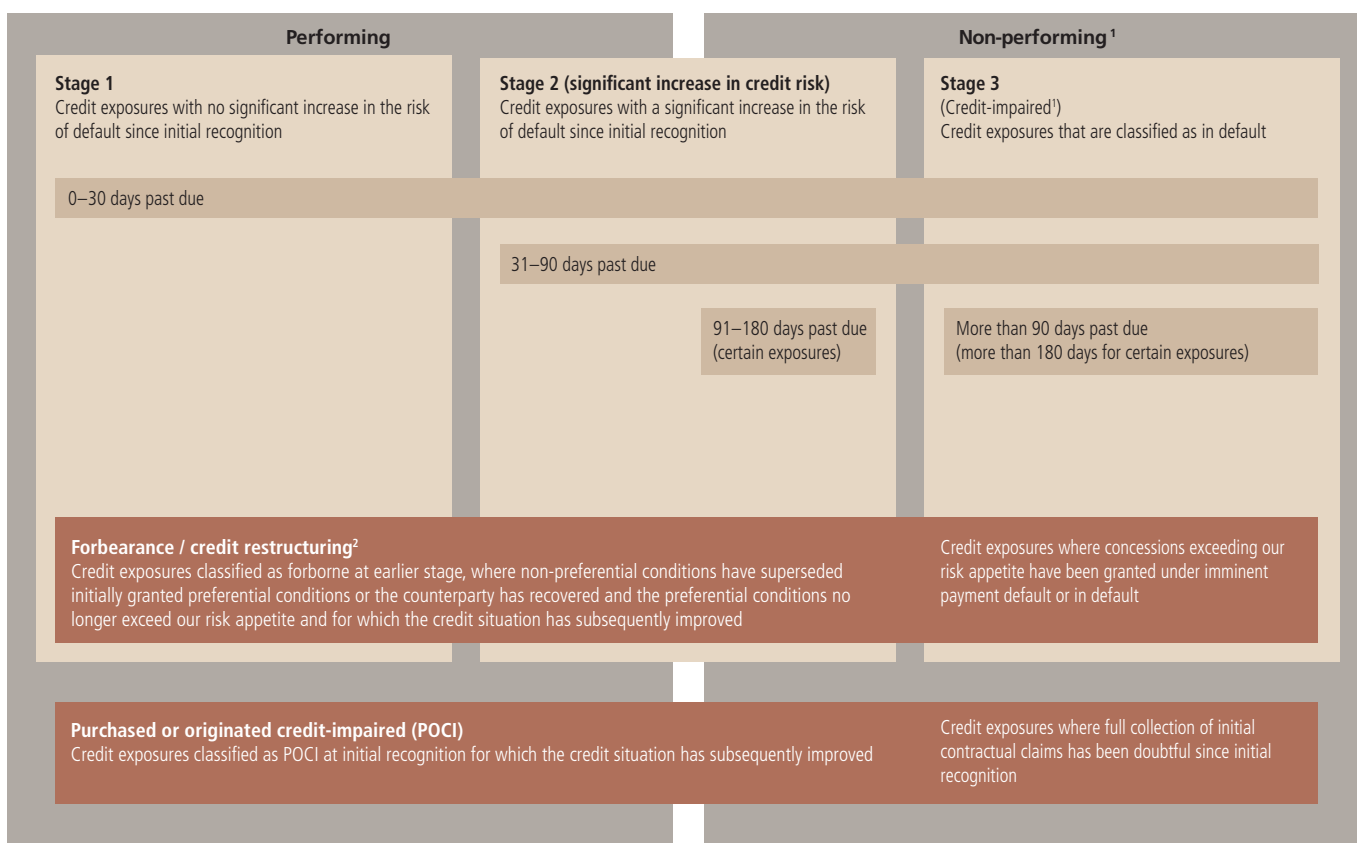 Performing
Non-performing¹
Stage 1
Credit exposures with no significant increase in the risk
of default since initial recognition
Stage 2 (significant increase in credit risk)
Credit exposures with a significant increase in the risk
of default since initial recognition
Stage 3
(Credit-impaired¹)
Credit exposures that are classified as in default
0–30 days past due
31–90 days past due
91–180 days past due
(certain exposures)
More than 90 days past due
(more than 180 days for certain exposures)
Forbearance / credit restructuring²
Credit exposures classified as forborne at earlier stage, where non-preferential conditions have superseded
initially granted preferential conditions or the counterparty has recovered and the preferential conditions no
longer exceed our risk appetite and for which the credit situation has subsequently improved
Credit exposures where concessions exceeding our
risk appetite have been granted under imminent
payment default or in default
Purchased or originated credit-impaired (POCI)
Credit exposures classified as POCI at initial recognition for which the credit situation has subsequently improved
Credit exposures where full collection of initial
contractual claims has been doubtful since initial
recognition